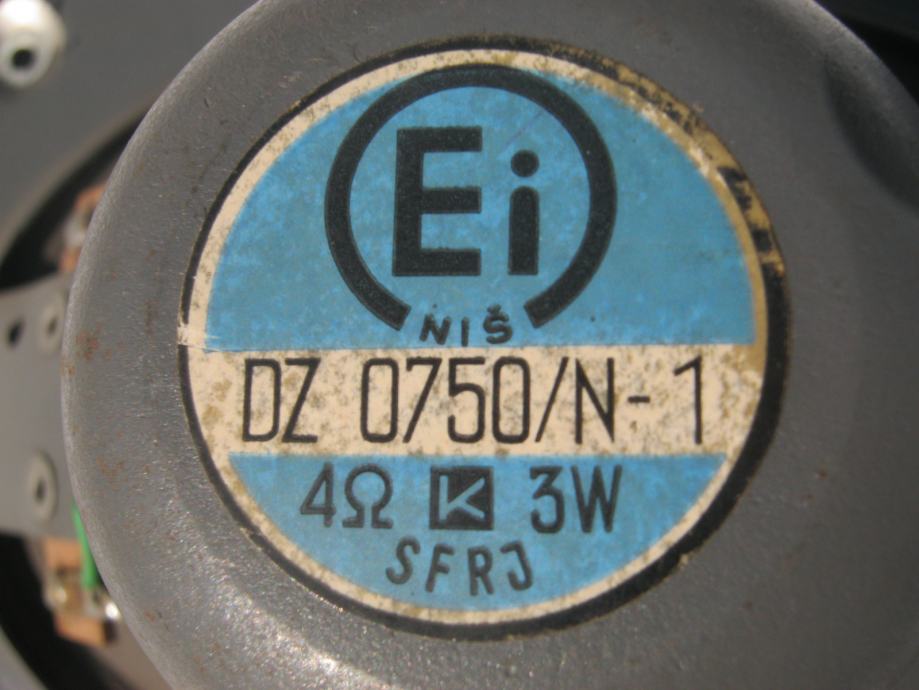 Ei
NIŠ
DZ 0750/N-1
4Ω K 3W
SFRJ